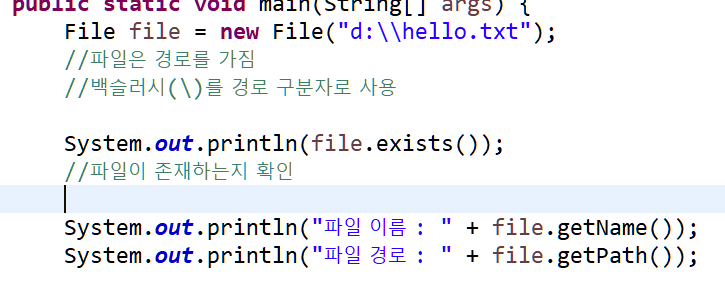 public static void main(String[] args) {
File file = new File("d:\\hello.txt");
//파일은 경로를 가짐
//백슬러시(\)를 경로 구분자로 사용
System.out.println(file.exists());
//파일이 존재하는지 확인
System.out.println("파일 이름 : " + file.getName());
System.out.println("파일 경로 : " + file.getPath());